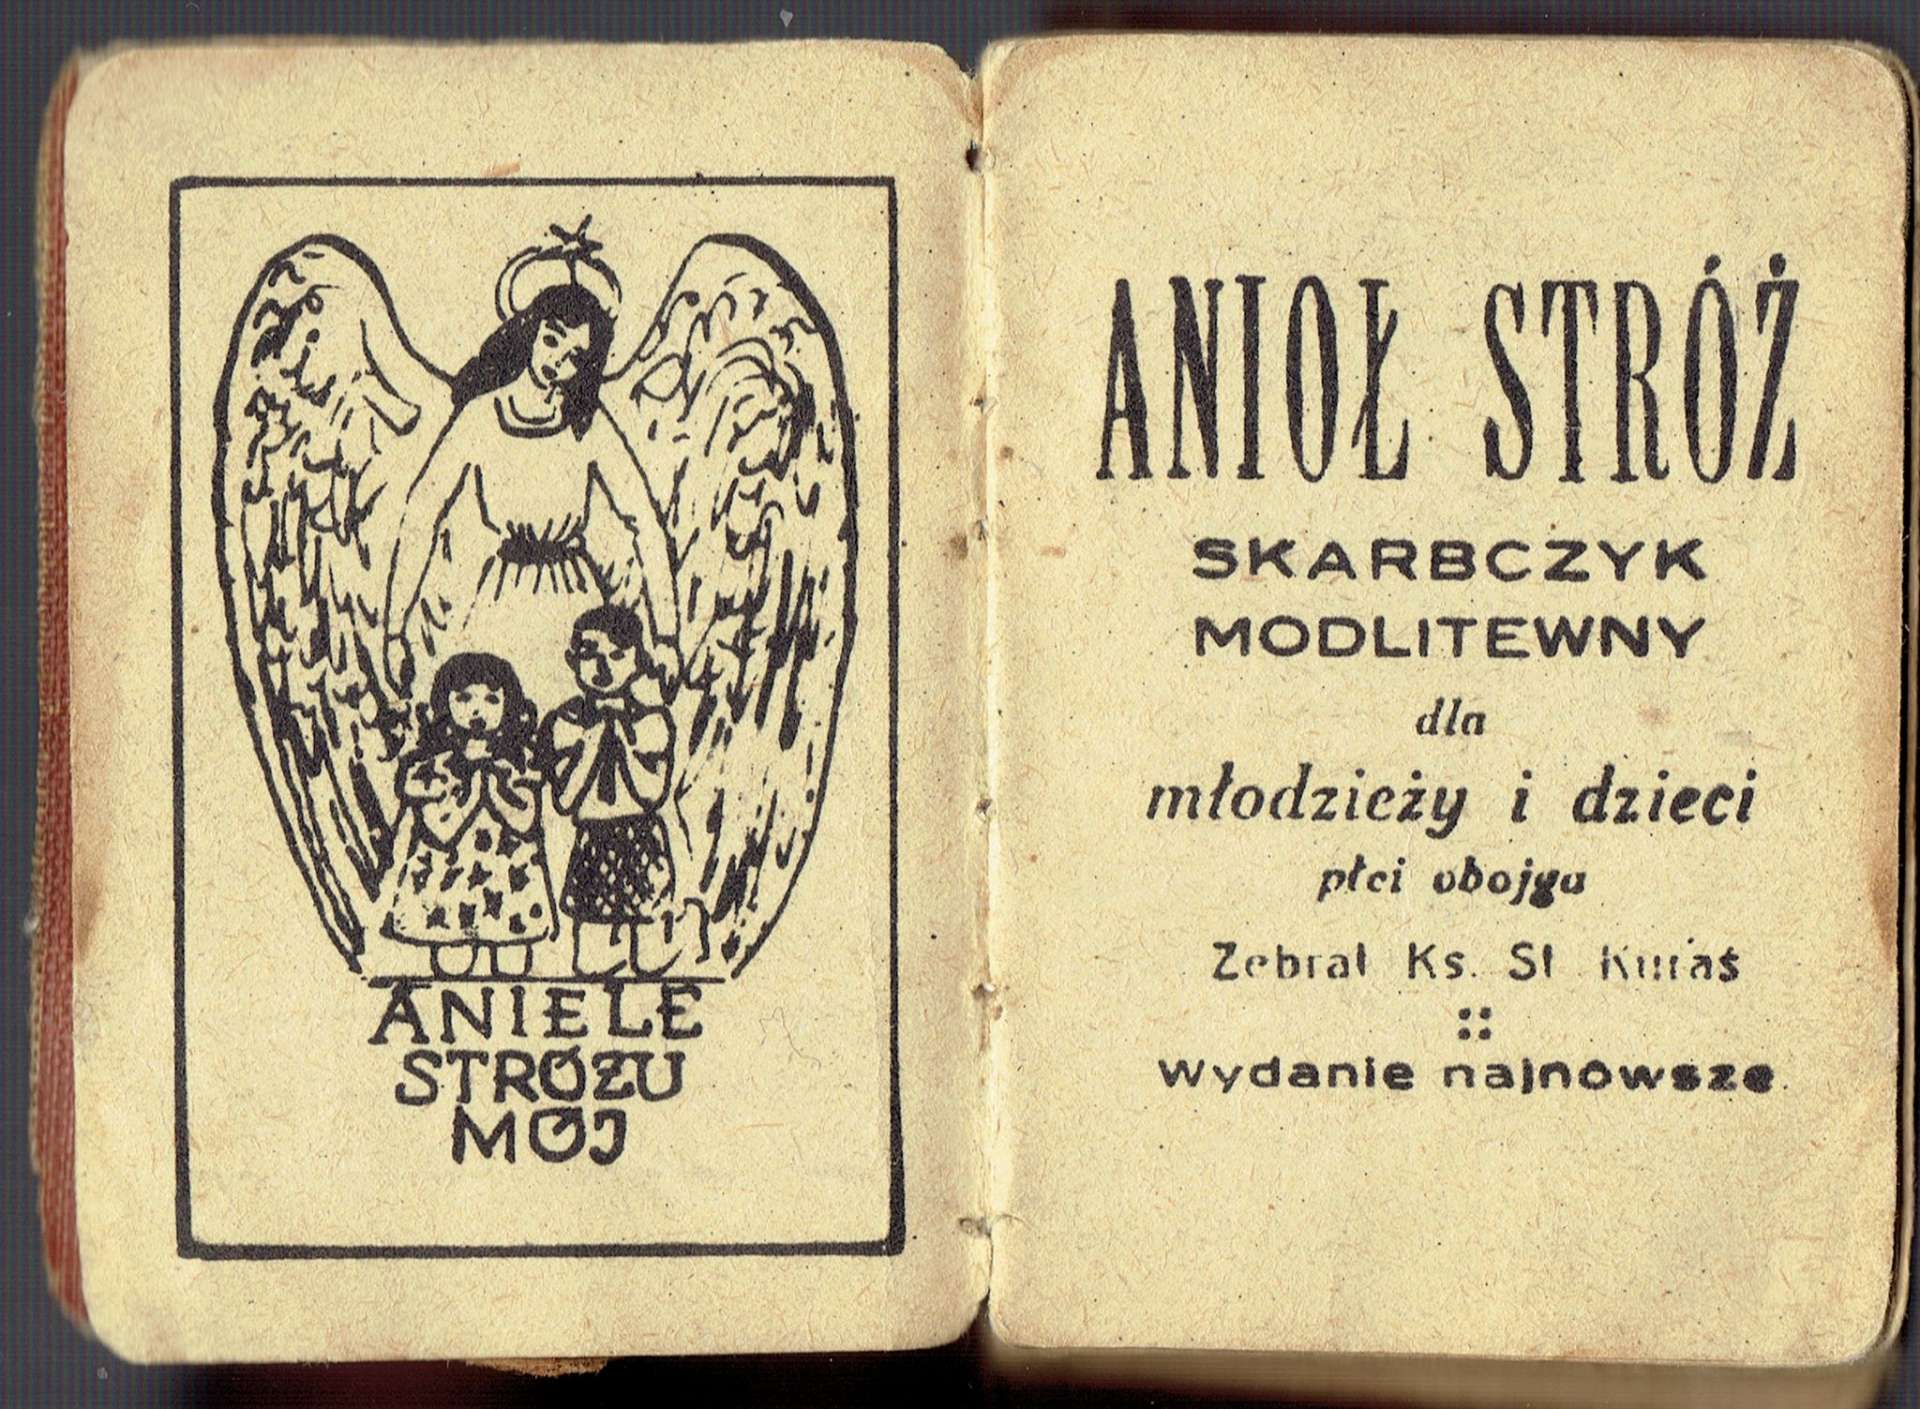 ANIELE
STRÓŻU
MÓJ
ANIOŁ STRÓŻ
SKARBCZYK
MODLITEWNY
dla
młodzieży i dzieci
płci obojga
Zebrał Ks. St Kuraś
::
Wydanie najnowsze.